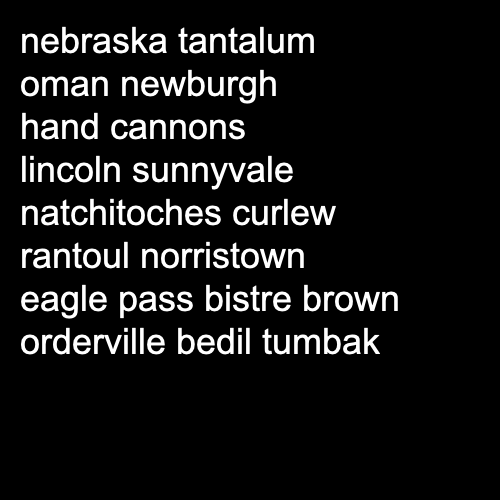 nebraska tantalum
oman newburgh
hand cannons
lincoln sunnyvale
natchitoches curlew
rantoul norristown
eagle pass bistre brown
orderville bedil tumbak